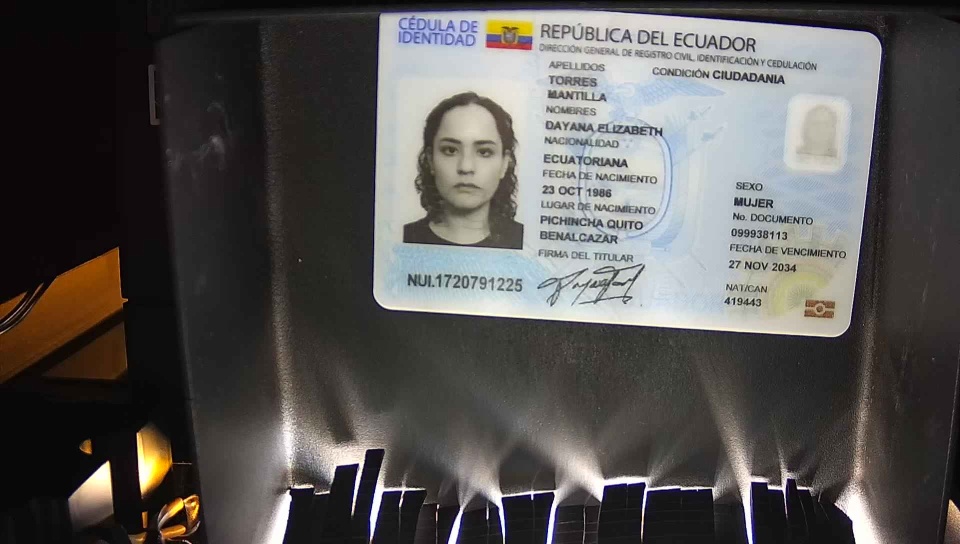 CÉDULA DE IDENTIDAD
REPÚBLICA DEL ECUADOR
DIRECCIÓN GENERAL DE REGISTRO CIVIL, IDENTIFICACIÓN Y CEDULACIÓN
APELLIDOS
CONDICIÓN CIUDADANIA
TORRES
MANTILLA
NOMBRES
DAYANA ELIZABETH
NACIONALIDAD
ECUATORIANA
FECHA DE NACIMIENTO
23 OCT 1986
LUGAR DE NACIMIENTO
PICHINCHA QUITO
BENALCAZAR
FIRMA DEL TITULAR
SEXO
MUJER
No. DOCUMENTO
099938113
FECHA DE VENCIMIENTO
27 NOV 2034
NAT/CAN
419443
NUI.1720791225